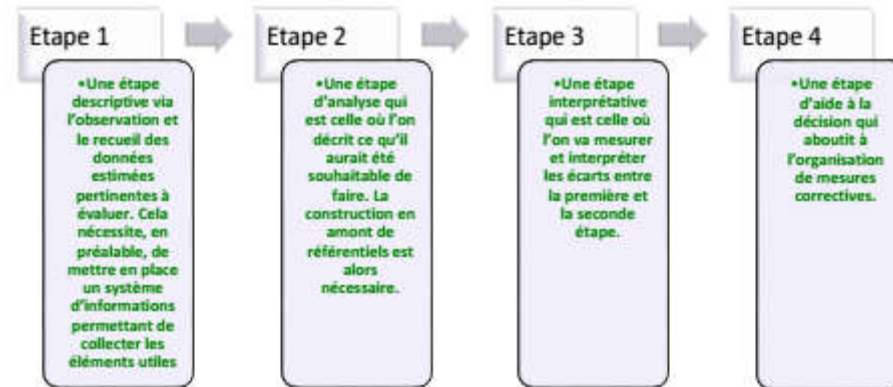 Etape 1
•Une étape
descriptive via
l'observation et
le recueil des
données
estimées
pertinentes à
évaluer. Cela
nécessite, en
préalable, de
mettre en place
un système
d'informations
permettant de
collecter les
éléments utiles
Etape 2
•Une étape
d'analyse qui
est celle où l'on
décrit ce qu'il
aurait été
souhaitable de
faire. La
construction en
amont de
référentiels est
alors
nécessaire.
Etape 3
•Une étape
interprétative
qui est celle où
l'on va mesurer
et interpréter
les écarts entre
la première et
la seconde
étape.
Etape 4
•Une étape
d'aide à la
décision qui
aboutit à
l'organisation
de mesures
correctives.